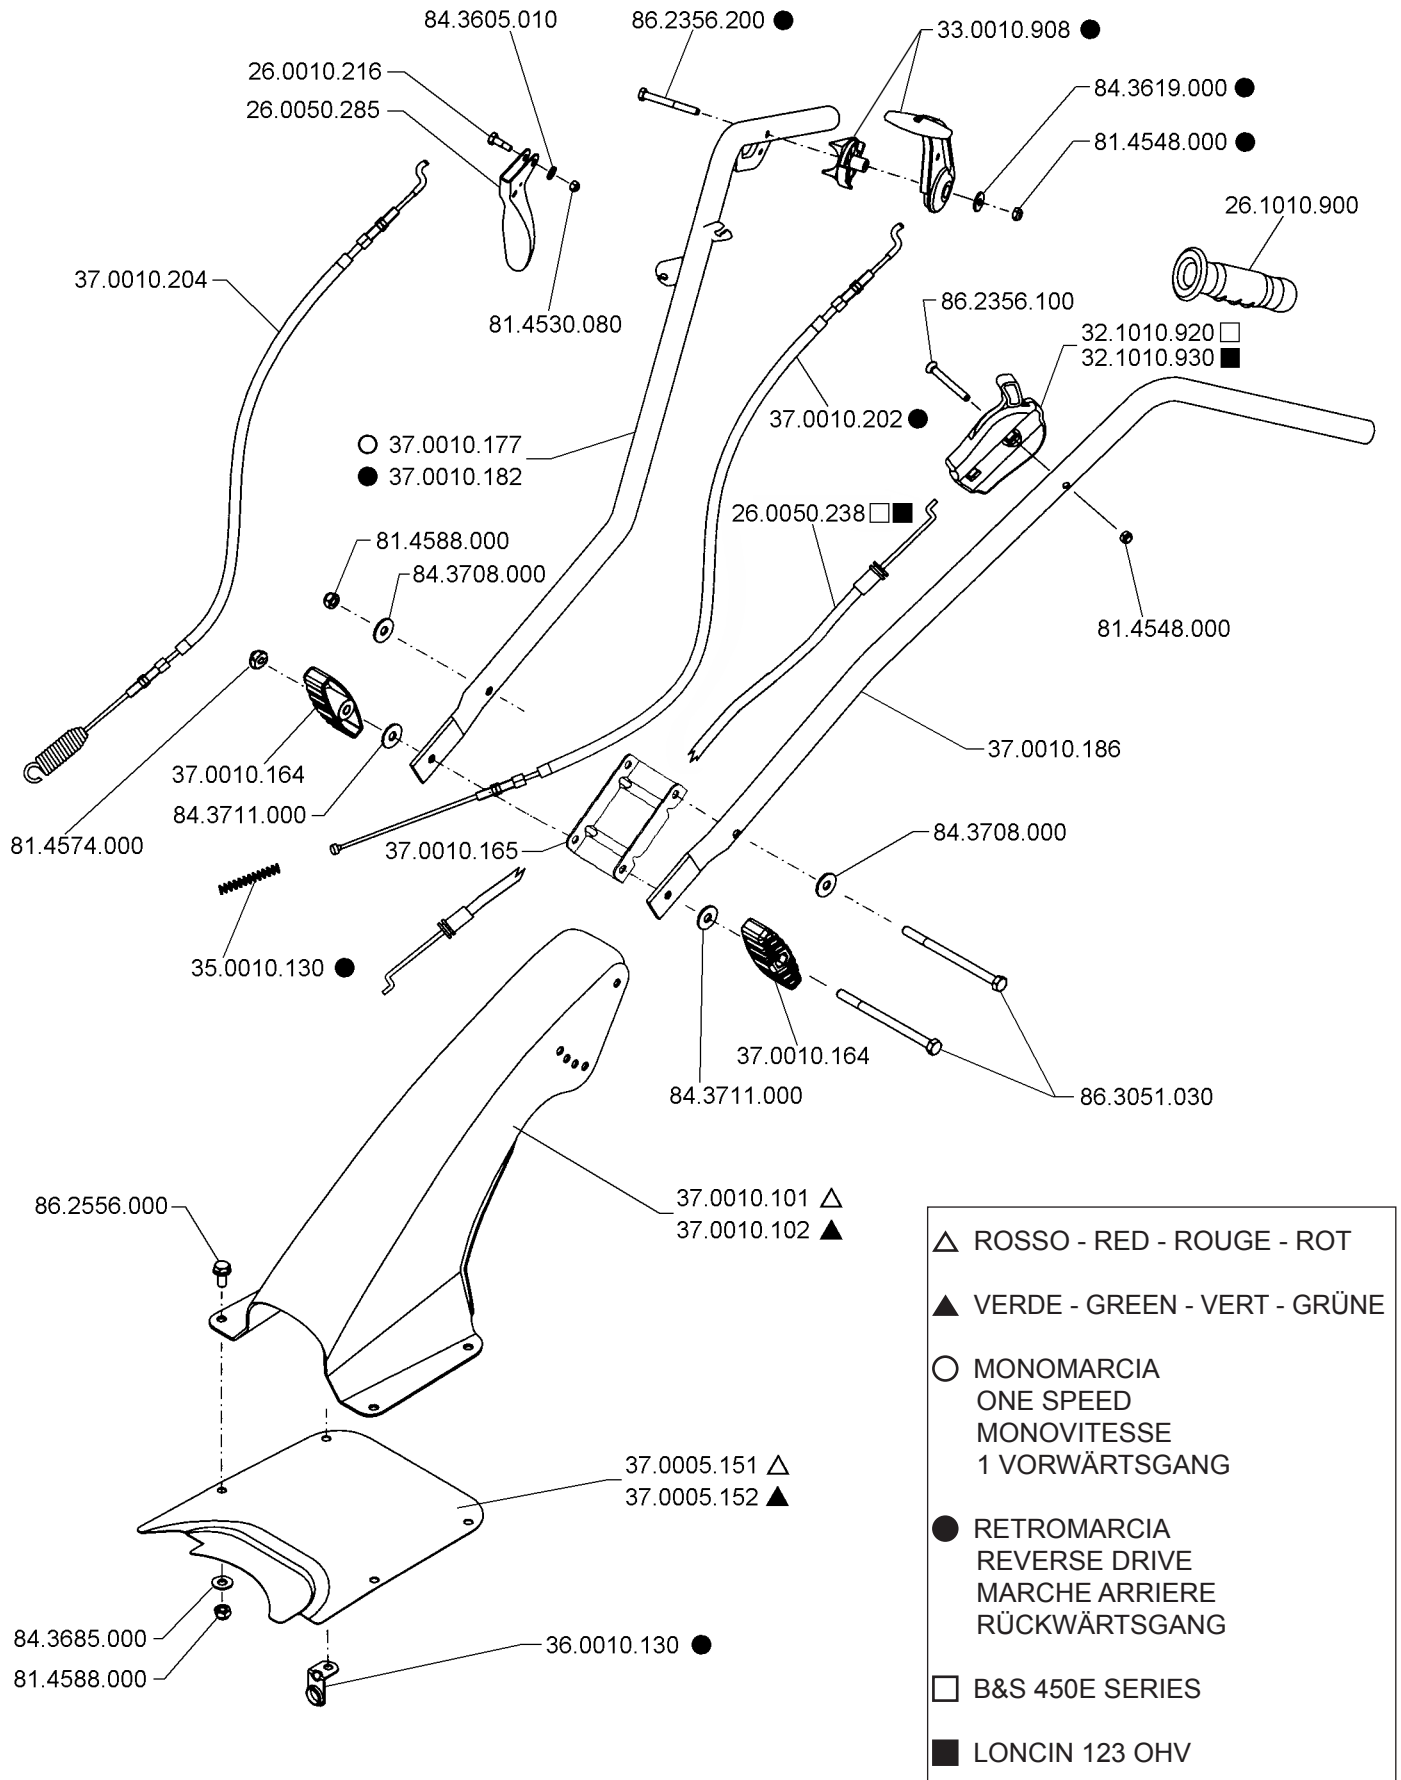 84.3605.010
86.2356.200 ●
33.0010.908 ●
26.0010.216
84.3619.000 ●
26.0050.285
81.4548.000 ●
26.1010.900
37.0010.204
86.2356.100
81.4530.080
32.1010.920 □
32.1010.930 ■
37.0010.202 ●
○ 37.0010.177
● 37.0010.182
26.0050.238 □ ■
81.4588.000
84.3708.000
81.4548.000
37.0010.186
37.0010.164
84.3711.000
84.3708.000
81.4574.000
37.0010.165
35.0010.130 ●
37.0010.164
84.3711.000
86.3051.030
37.0010.101 △
37.0010.102 ▲
86.2556.000
37.0005.151 △
37.0005.152 ▲
84.3685.000
81.4588.000
36.0010.130 ●
△ ROSSO - RED - ROUGE - ROT
▲ VERDE - GREEN - VERT - GRÜNE
○ MONOMARCIA
ONE SPEED
MONOVITESSE
1 VORWÄRTSGANG
● RETROMARCIA
REVERSE DRIVE
MARCHE ARRIERE
RÜCKWÄRTSGANG
□ B&S 450E SERIES
■ LONCIN 123 OHV